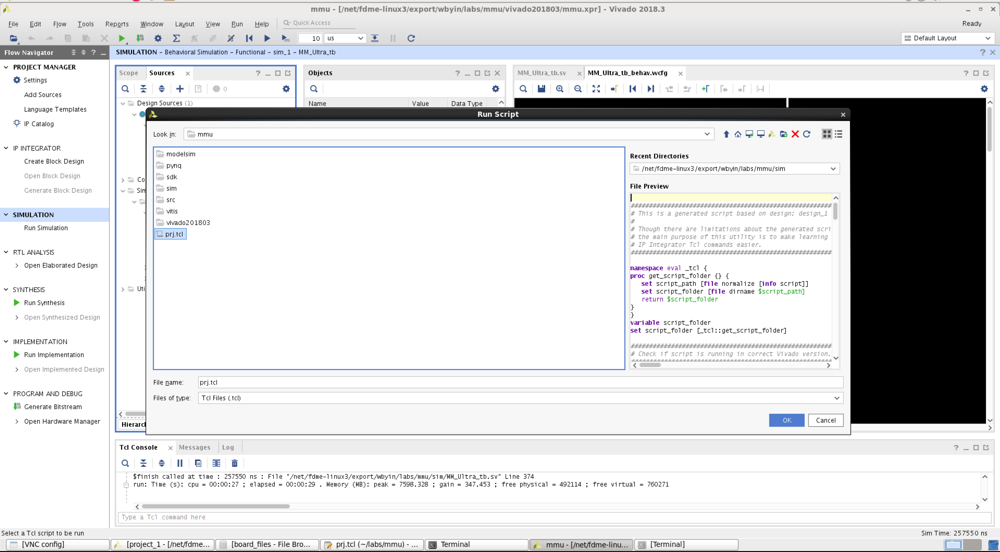 mmu - [/net/fdme-linux3/export/wbyin/labs/mmu/vivado201803/mmu.xpr] - Vivado 2018.3
File Edit Flow Tools Reports Window Layout View Run Help Quick Access Ready
10 us Default Layout
Flow Navigator
SIMULATION - Behavioral Simulation - Functional - sim_1 - MM_Ultra_tb
PROJECT MANAGER
Settings
Add Sources
Language Templates
IP Catalog
IP INTEGRATOR
Create Block Design
Open Block Design
Generate Block Design
SIMULATION
Run Simulation
RTL ANALYSIS
Open Elaborated Design
SYNTHESIS
Run Synthesis
Open Synthesized Design
IMPLEMENTATION
Run Implementation
Open Implemented Design
PROGRAM AND DEBUG
Generate Bitstream
Open Hardware Manager
Scope Sources
0
Design Sources (1)
Co
Sim
Uti
Hierarc
Objects
Name Value Data Type
MM_Ultra_tb.sv MM_Ultra_tb_behav.wcfg
Run Script
Look in: mmu
modelsim
pynq
sdk
sim
src
vitis
vivado201803
prj.tcl
Recent Directories
/net/fdme-linux3/export/wbyin/labs/mmu/sim
File Preview
#######################################################
# This is a generated script based on design: design_1
#
# Though there are limitations about the generated scri
# the main purpose of this utility is to make learning
# IP Integrator Tcl commands easier.
#######################################################
namespace eval _tcl {
proc get_script_folder {} {
set script_path [file normalize [info script]]
set script_folder [file dirname $script_path]
return $script_folder
}
}
variable script_folder
set script_folder [_tcl::get_script_folder]
#######################################################
# Check if script is running in correct Vivado version.
#######################################################
File name: prj.tcl
Files of type: Tcl Files (.tcl)
OK Cancel
Tcl Console Messages Log
$finish called at time : 257550 ns : File "/net/fdme-linux3/export/wbyin/labs/mmu/sim/MM_Ultra_tb.sv" Line 374
run: Time (s): cpu = 00:00:27 ; elapsed = 00:00:29 . Memory (MB): peak = 7598.328 ; gain = 347.453 ; free physical = 492114 ; free virtual = 760271
Type a Tcl command here
Select a Tcl script to be run Sim Time: 257550 ns
[VNC config] [project_1 - [/net/fdme... [board_files - File Bro... prj.tcl (~/labs/mmu) - ... Terminal mmu - [/net/fdme-linu... [Terminal]